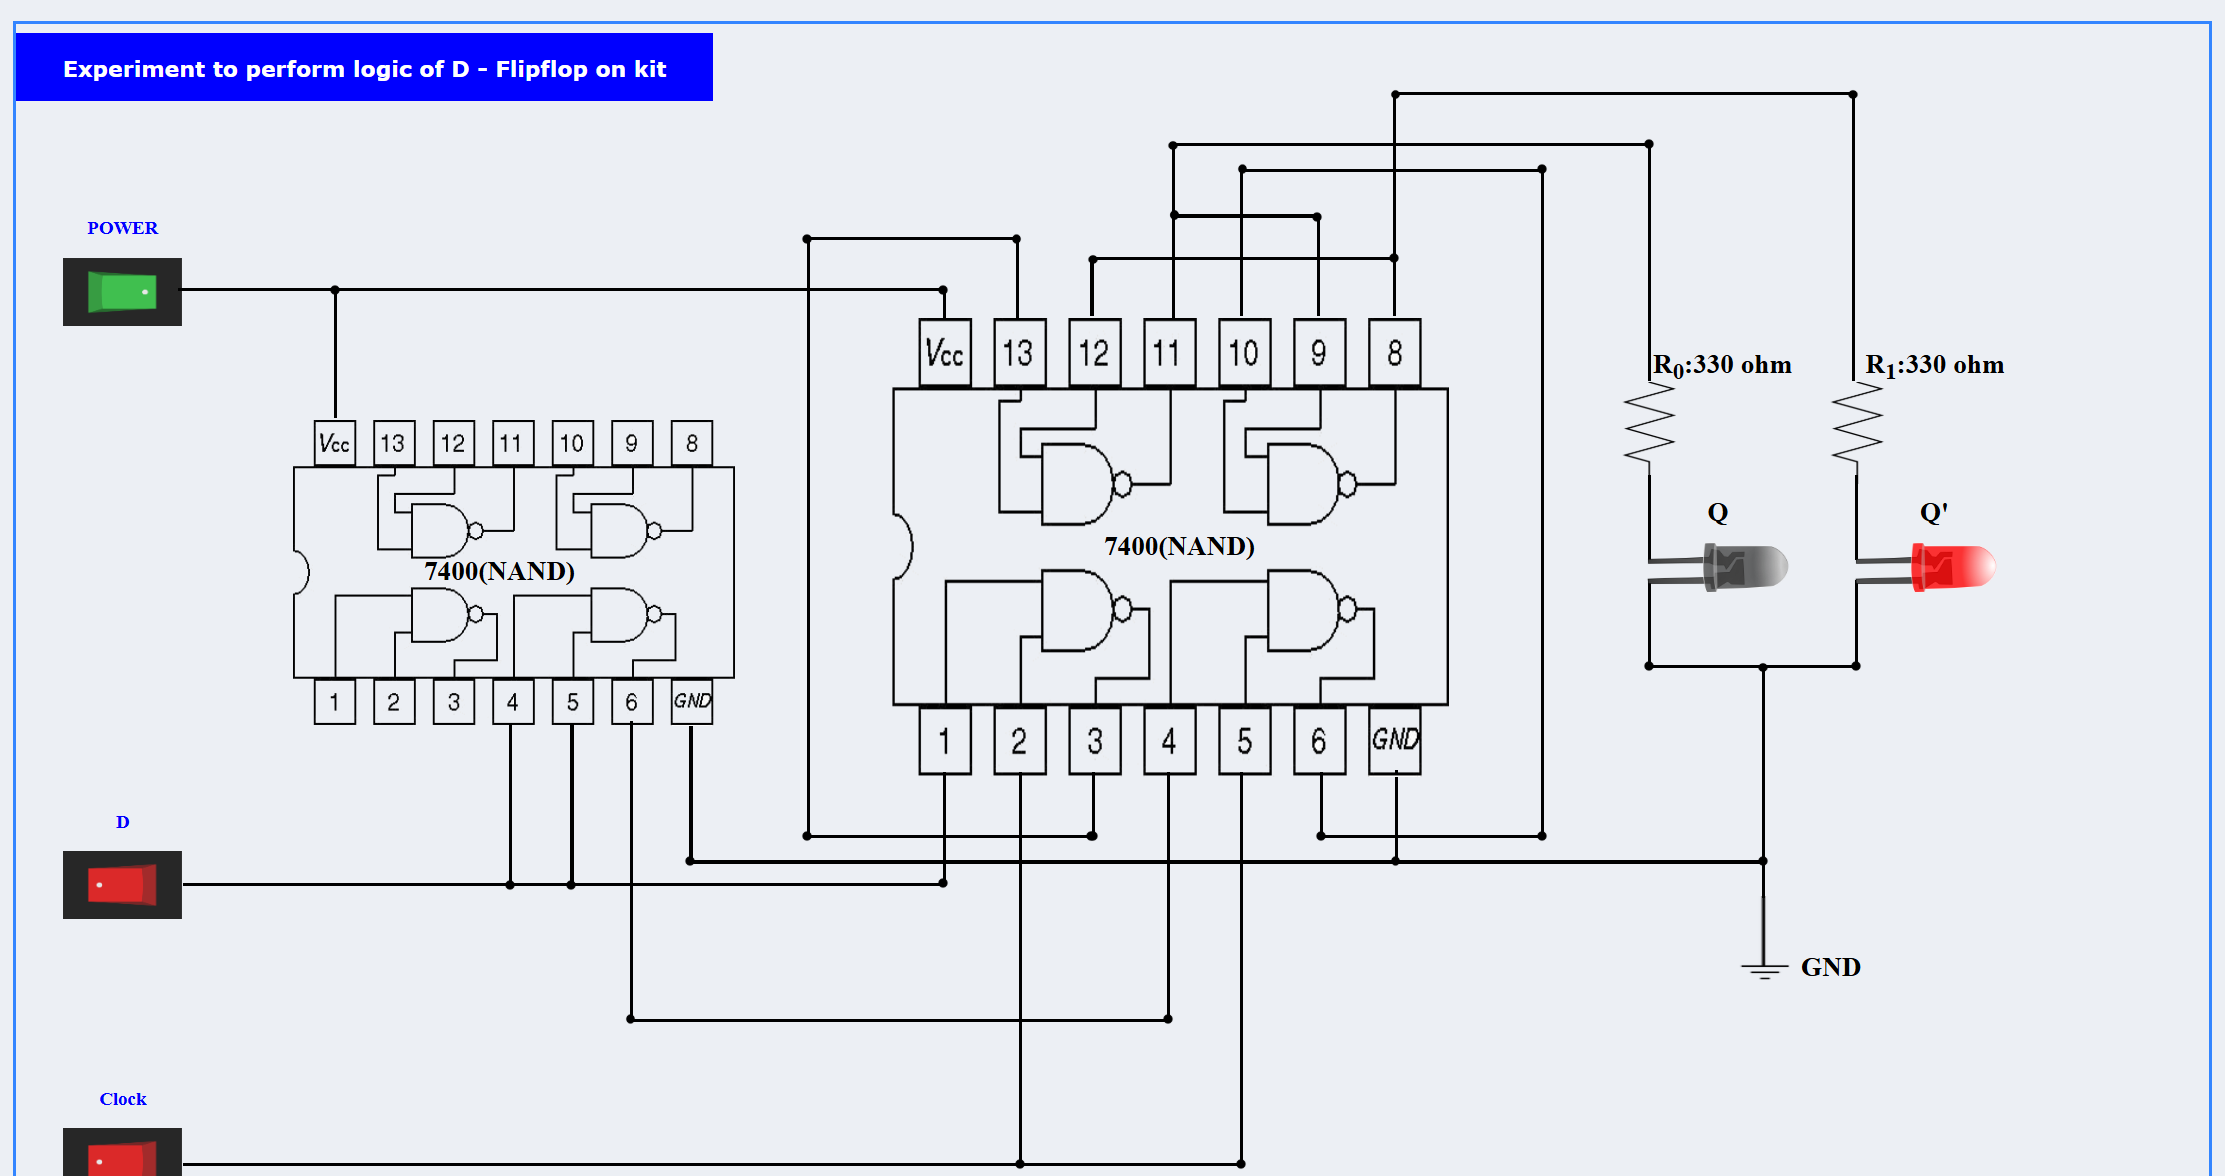 Experiment to perform logic of D - Flipflop on kit
POWER
Vcc 13 12 11 10 9 8
R0:330 ohm R1:330 ohm
Vcc 13 12 11 10 9 8
Q Q'
7400(NAND)
7400(NAND)
1 2 3 4 5 6 GND
1 2 3 4 5 6 GND
D
GND
Clock